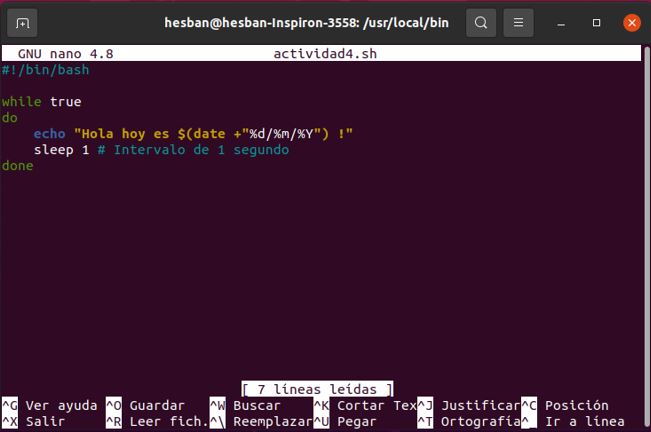 hesban@hesban-Inspiron-3558: /usr/local/bin
GNU nano 4.8 actividad4.sh
#!/bin/bash
while true
do
echo "Hola hoy es $(date +"%d/%m/%Y") !"
sleep 1 # Intervalo de 1 segundo
done
[ 7 líneas leídas ]
^G Ver ayuda ^O Guardar ^W Buscar ^K Cortar Tex ^J Justificar ^C Posición
^X Salir ^R Leer fich. ^\ Reemplazar ^U Pegar ^T Ortografía ^_ Ir a línea